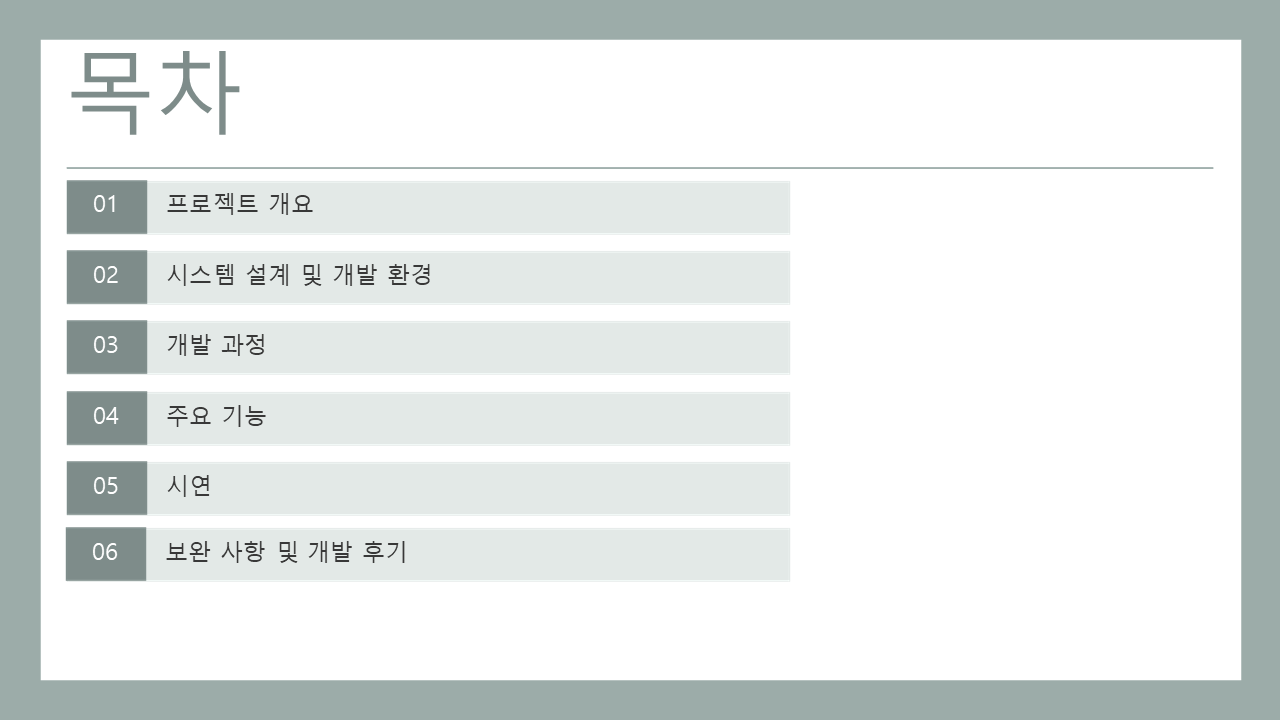 목차
01 프로젝트 개요
02 시스템 설계 및 개발 환경
03 개발 과정
04 주요 기능
05 시연
06 보완 사항 및 개발 후기